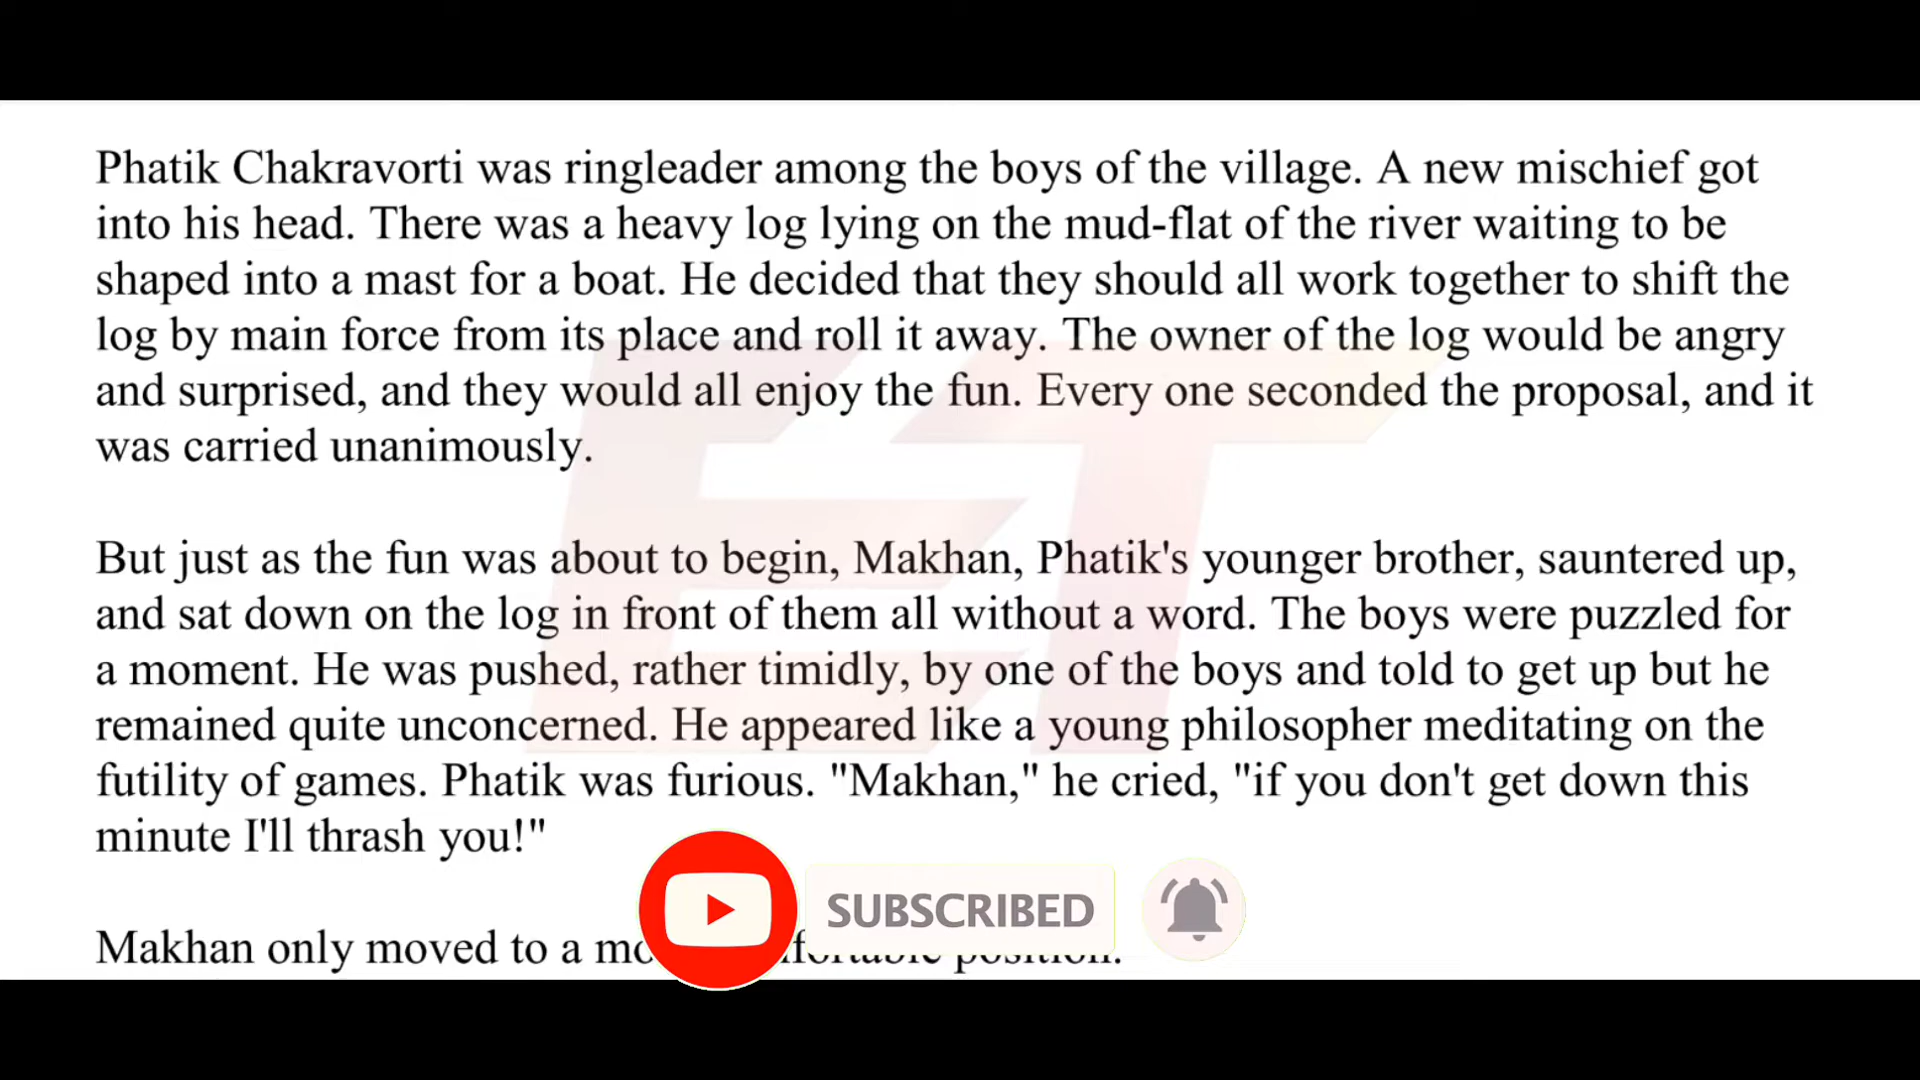 Phatik Chakravorti was ringleader among the boys of the village. A new mischief got
into his head. There was a heavy log lying on the mud-flat of the river waiting to be
shaped into a mast for a boat. He decided that they should all work together to shift the
log by main force from its place and roll it away. The owner of the log would be angry
and surprised, and they would all enjoy the fun. Every one seconded the proposal, and it
was carried unanimously.
But just as the fun was about to begin, Makhan, Phatik's younger brother, sauntered up,
and sat down on the log in front of them all without a word. The boys were puzzled for
a moment. He was pushed, rather timidly, by one of the boys and told to get up but he
remained quite unconcerned. He appeared like a young philosopher meditating on the
futility of games. Phatik was furious. "Makhan," he cried, "if you don't get down this
minute I'll thrash you!"
SUBSCRIBED
Makhan only moved to a position.
ET